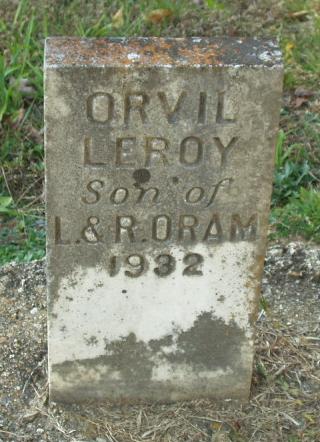 ORVIL
LEROY
Son of
L.& R. ORAM
1932